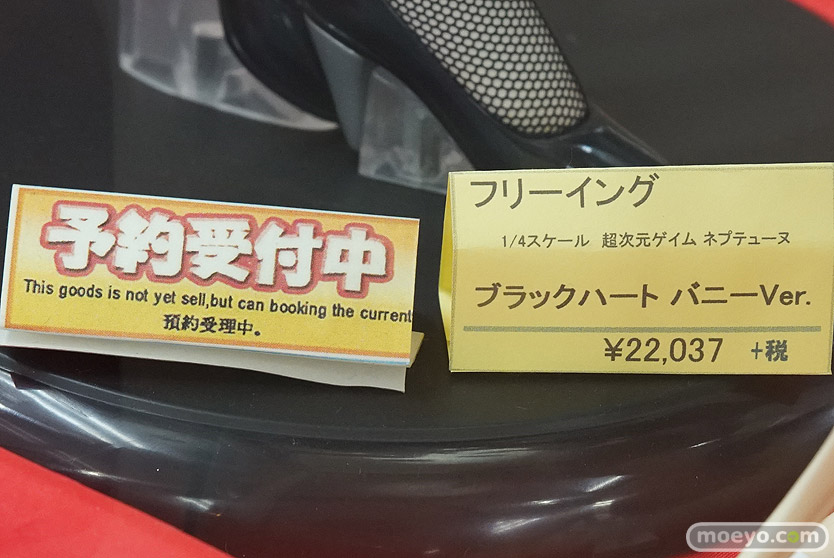 予約受付中
This goods is not yet sell,but can booking the current
預約受理中。
フリーイング
1/4スケール 超次元ゲイム ネプテューヌ
ブラックハート バニーVer.
¥22,037 +税
moeyo.com